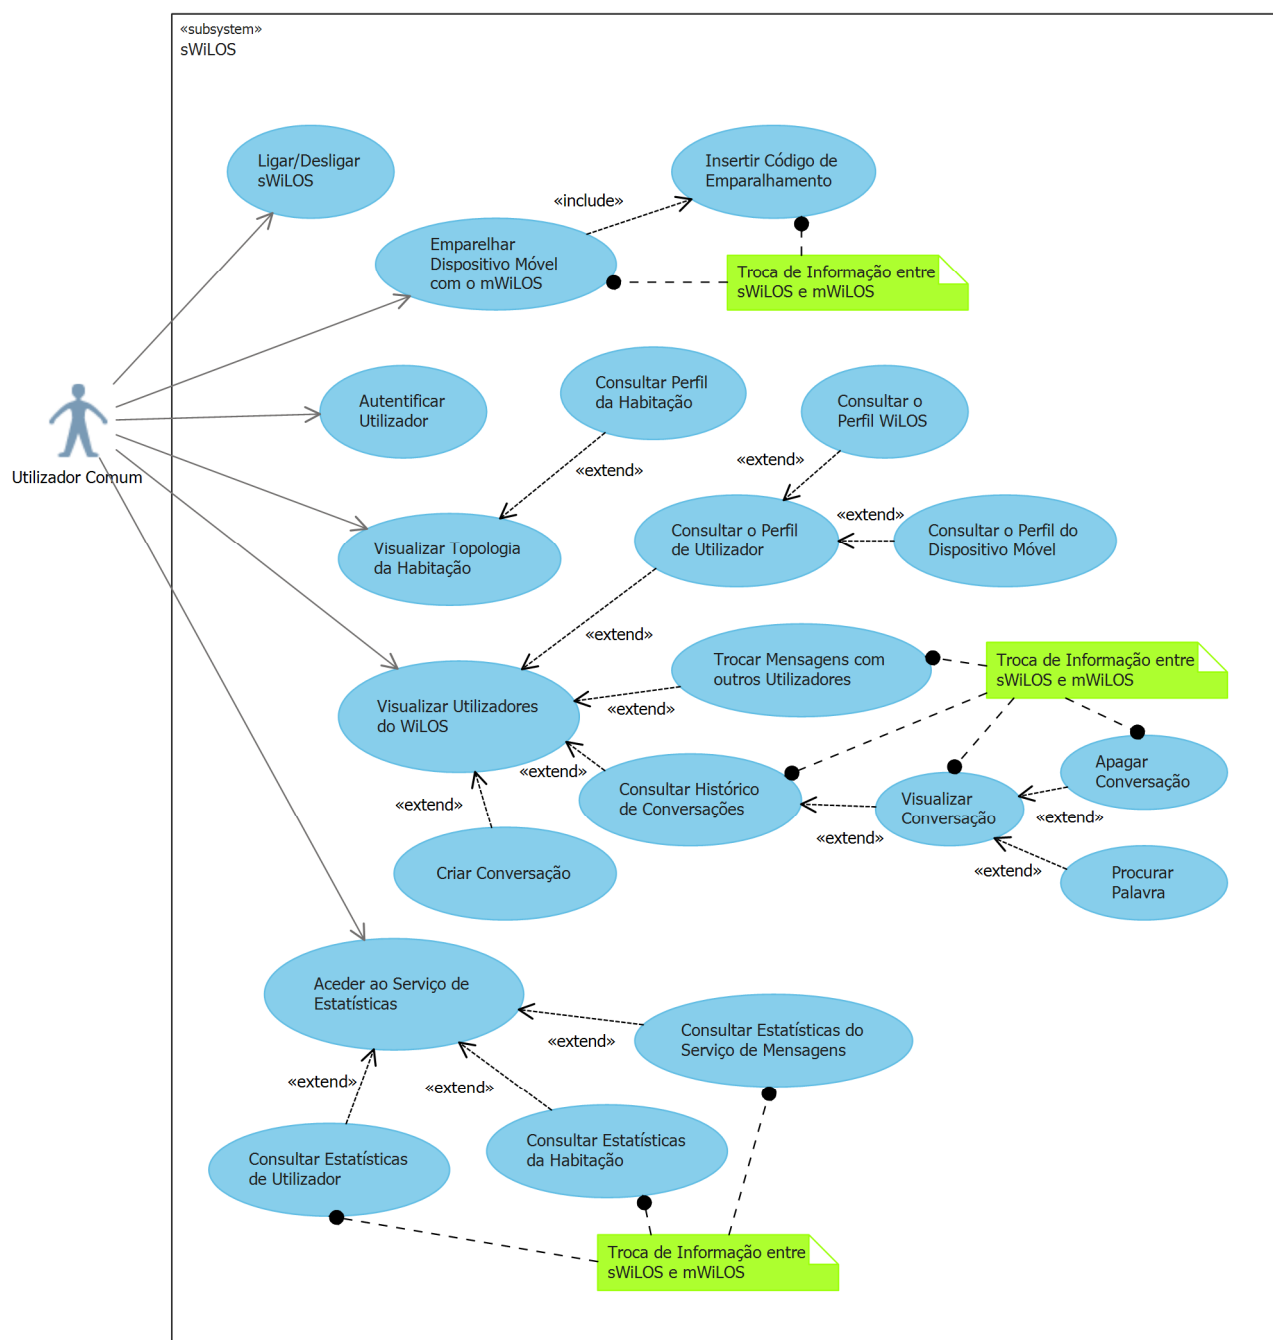 «subsystem»
sWiLOS
Ligar/Desligar
sWiLOS
Insertir Código de
Emparalhamento
«include»
Emparelhar
Dispositivo Móvel
com o mWiLOS
Troca de Informação entre
sWiLOS e mWiLOS
Consultar Perfil
da Habitação
Consultar o
Perfil WiLOS
Autentificar
Utilizador
«extend»
«extend»
Utilizador Comum
«extend»
Consultar o Perfil
de Utilizador
Consultar o Perfil do
Dispositivo Móvel
Visualizar Topologia
da Habitação
«extend»
Trocar Mensagens com
outros Utilizadores
Troca de Informação entre
sWiLOS e mWiLOS
Visualizar Utilizadores
do WiLOS
«extend»
«extend»
Consultar Histórico
de Conversações
Visualizar
Conversação
Apagar
Conversação
«extend»
«extend»
«extend»
«extend»
Criar Conversação
Procurar
Palavra
Aceder ao Serviço de
Estatísticas
«extend»
Consultar Estatísticas do
Serviço de Mensagens
«extend»
«extend»
Consultar Estatísticas
da Habitação
Consultar Estatísticas
de Utilizador
Troca de Informação entre
sWiLOS e mWiLOS